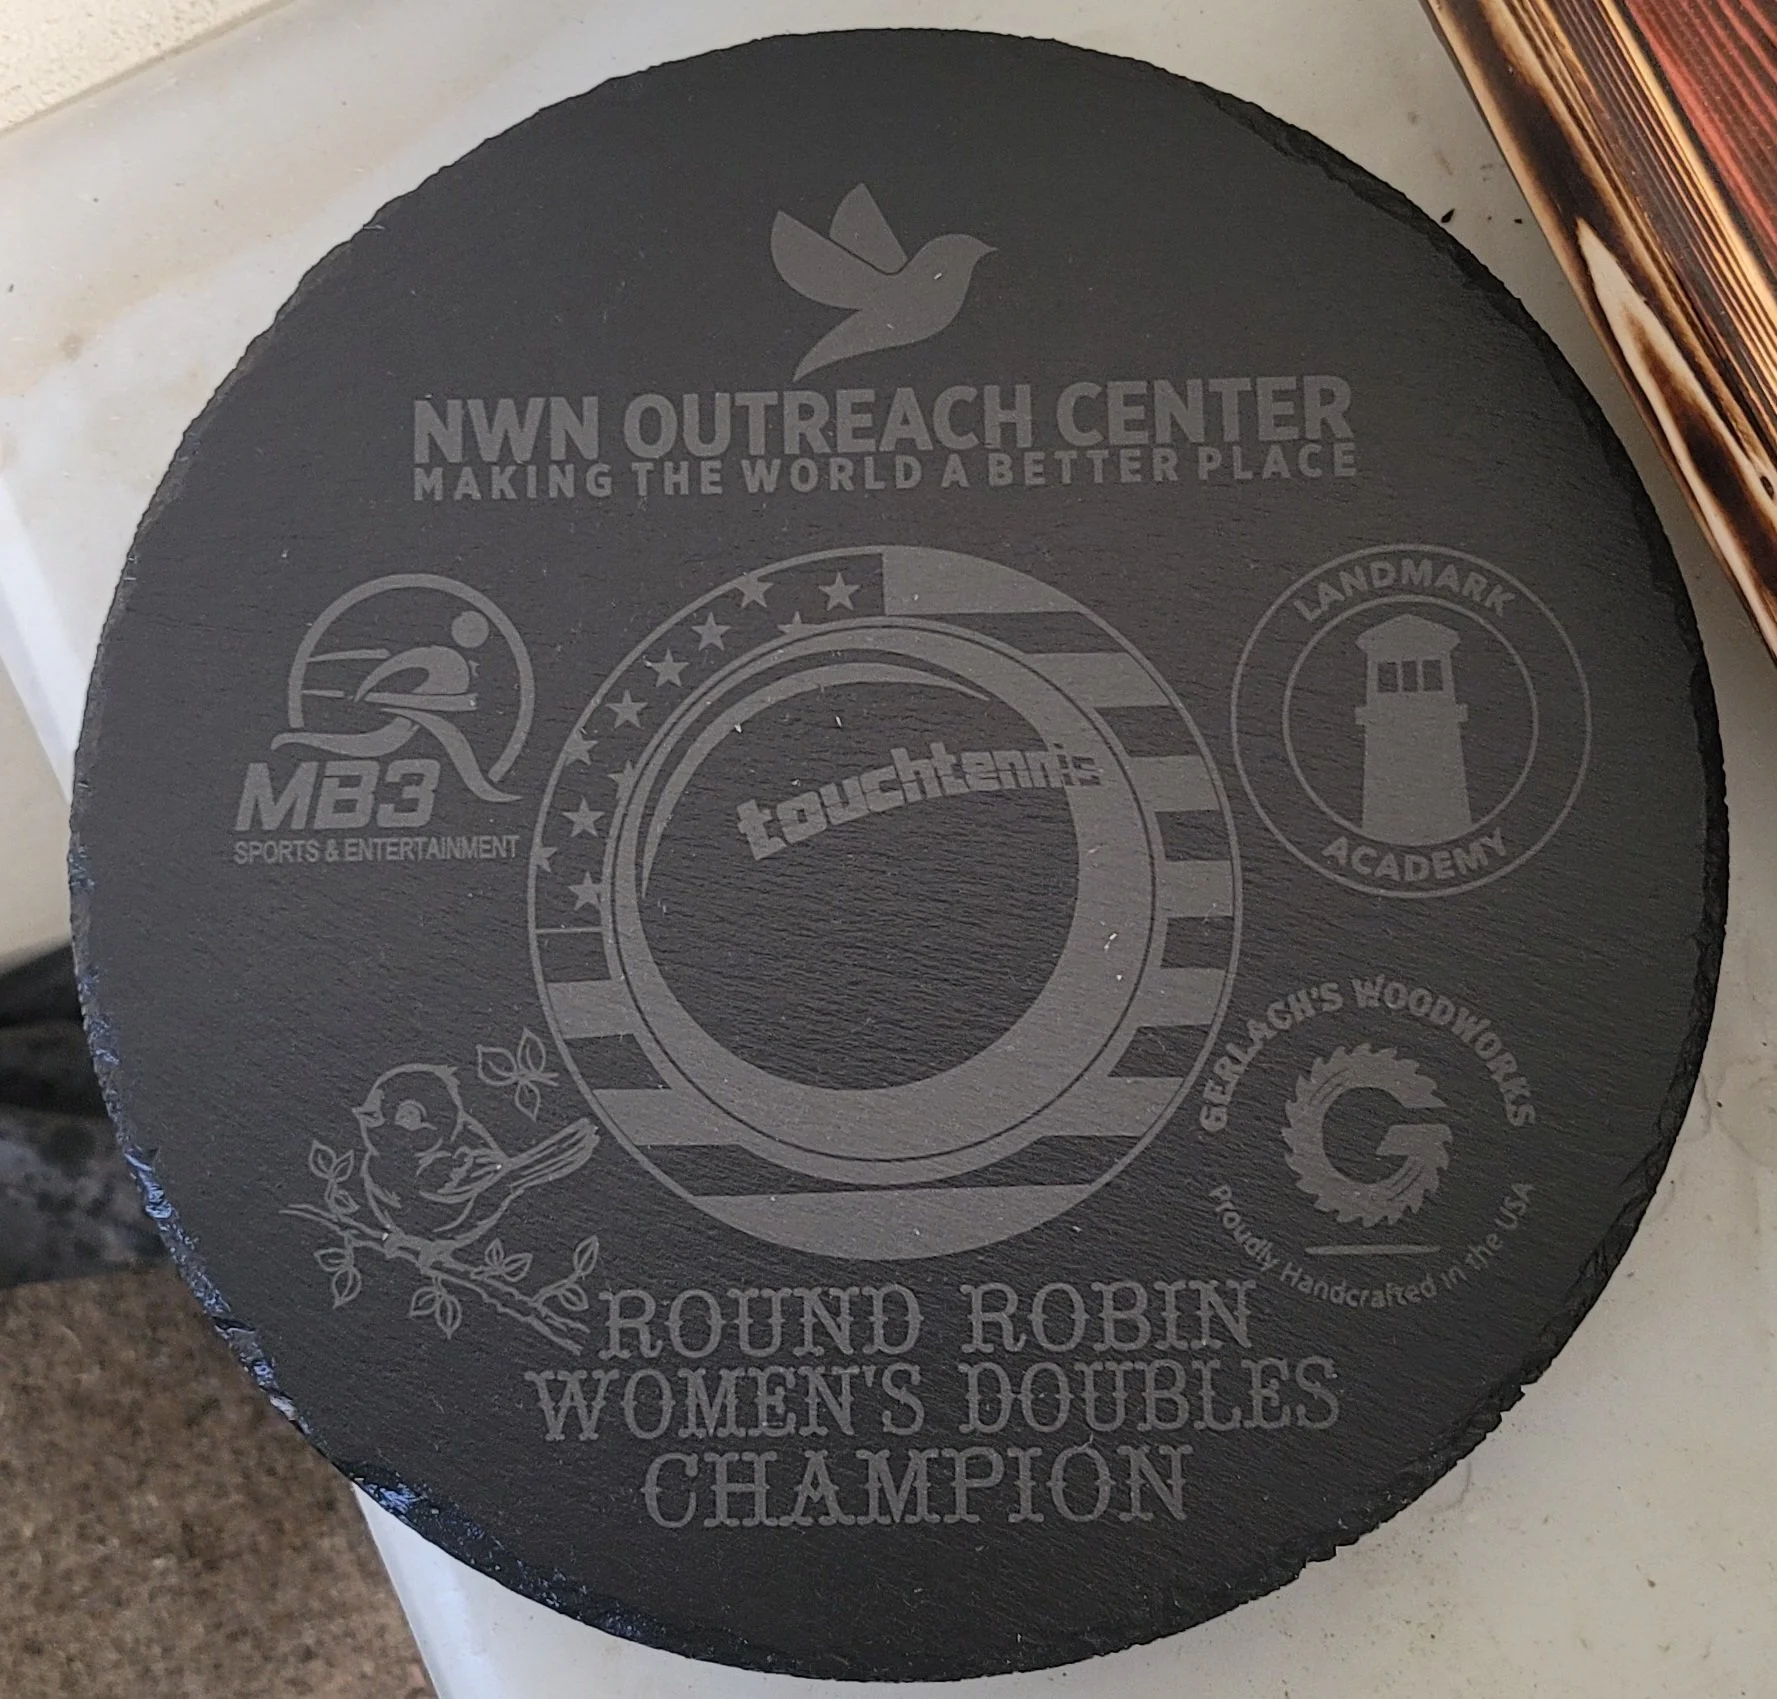 NWN OUTREACH CENTER
MAKING THE WORLD A BETTER PLACE
MB3
SPORTS & ENTERTAINMENT
touchtennis
LANDMARK
ACADEMY
GERLACH'S WOODWORKS
G
Proudly Handcrafted in the USA
ROUND ROBIN
WOMEN'S DOUBLES
CHAMPION